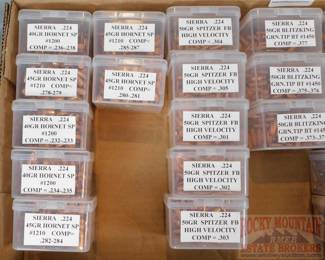 SIERRA .224
40GR HORNET SP
#1200
COMP = .236-.238
SIERRA .224
45GR HORNET SP
#1210 COMP=
.285-287
SIERRA .224
50GR SPITZER FB
HIGH VELOCITY
COMP = .304
SIERRA .224
50GR BLITZKING
GRN.TIP BT #1450
COMP = .377
SIERRA .224
45GR HORNET SP
#1210 COMP=
.278-.279
SIERRA .224
45GR HORNET SP
#1210 COMP=
.280-.281
SIERRA .224
50GR SPITZER FB
HIGH VELOCITY
COMP = .305
SIERRA .224
50GR BLITZKING
GRN.TIP BT #1450
COMP = .375-.376
SIERRA .224
40GR HORNET SP
#1200
COMP = .232-.233
SIERRA .224
50GR SPITZER FB
HIGH VELOCITY
COMP = .301
SIERRA .224
50GR BLITZKING
GRN.TIP BT #1450
SIERRA .224
40GR HORNET SP
#1200
COMP = .234-.235
SIERRA .224
50GR SPITZER FB
HIGH VELOCITY
COMP = .302
SIERRA .224
45GR HORNET SP
#1210 COMP=
.282-284
SIERRA .224
50GR SPITZER FB
HIGH VELOCITY
COMP = .303
ROCKY MOUNTAIN
ESTATE BROKERS